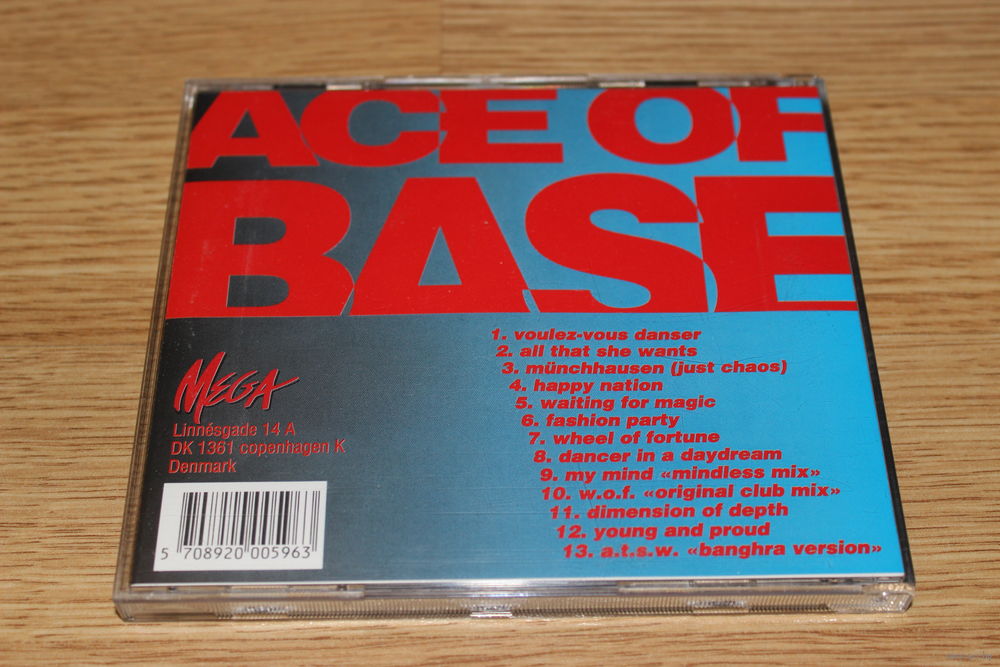 ACE OF
BASE
1. voulez-vous danser
2. all that she wants
3. münchhausen (just chaos)
4. happy nation
5. waiting for magic
6. fashion party
7. wheel of fortune
8. dancer in a daydream
9. my mind «mindless mix»
10. w.o.f. «original club mix»
11. dimension of depth
12. young and proud
13. a.t.s.w. «banghra version»
MEGA
Linnésgade 14 A
DK 1361 copenhagen K
Denmark
5 708920 005963